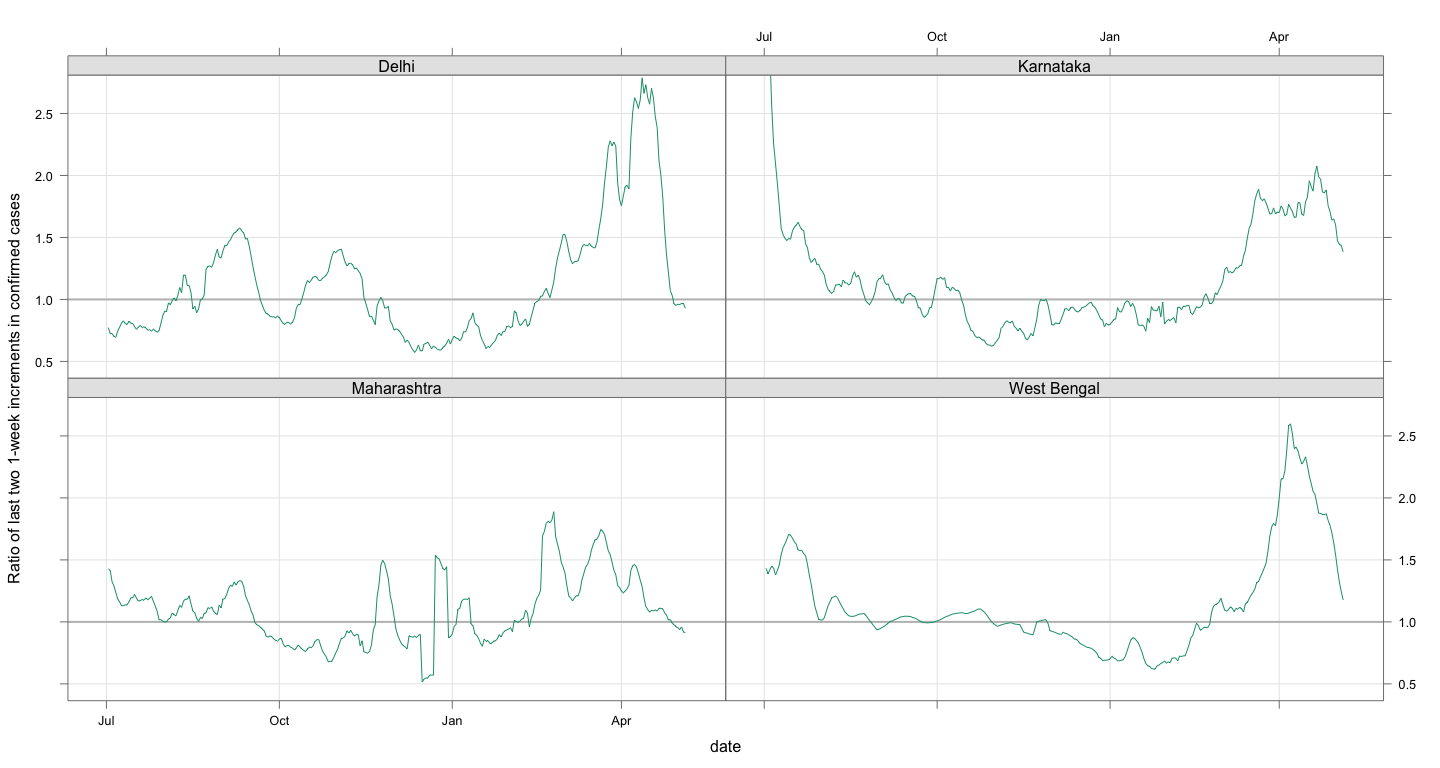 Jul Oct Jan Apr
Delhi Karnataka
2.5
2.0
1.5
1.0
0.5
Ratio of last two 1-week increments in confirmed cases
Maharashtra West Bengal
2.5
2.0
1.5
1.0
0.5
Jul Oct Jan Apr
date